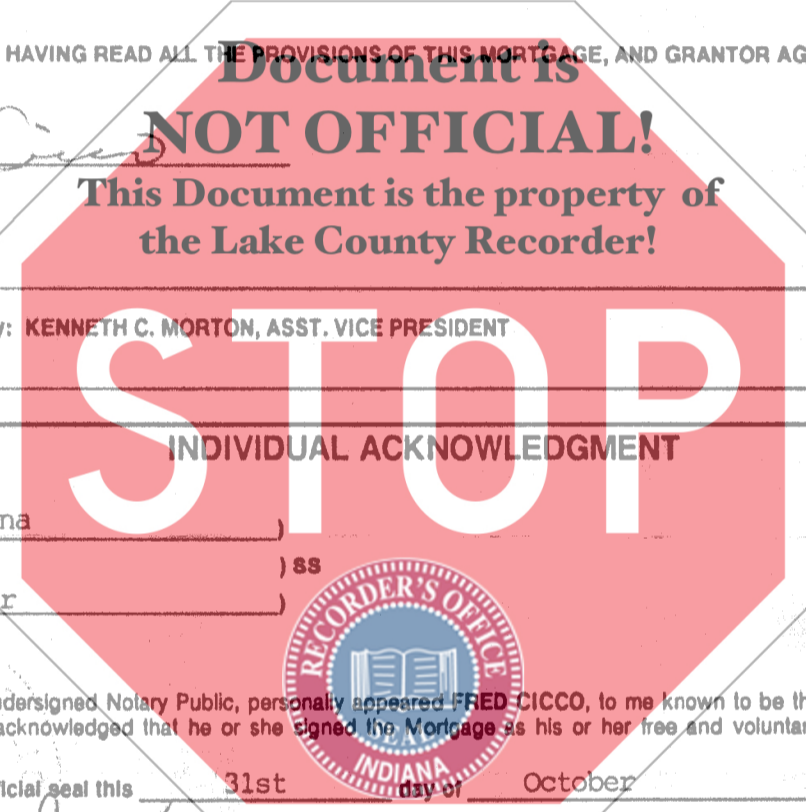 HAVING READ ALL THE PROVISIONS OF THIS MORTGAGE, AND GRANTOR AG
Document is
NOT OFFICIAL!
This Document is the property of
the Lake County Recorder!
y: KENNETH C. MORTON, ASST. VICE PRESIDENT
STOP
INDIVIDUAL ACKNOWLEDGMENT
na )
) ss
r )
RECORDER'S OFFICE
SEAL
INDIANA
dersigned Notary Public, personally appeared FRED CICCO, to me known to be th
acknowledged that he or she signed the Mortgage as his or her free and volunta
icial seal this 31st day of October